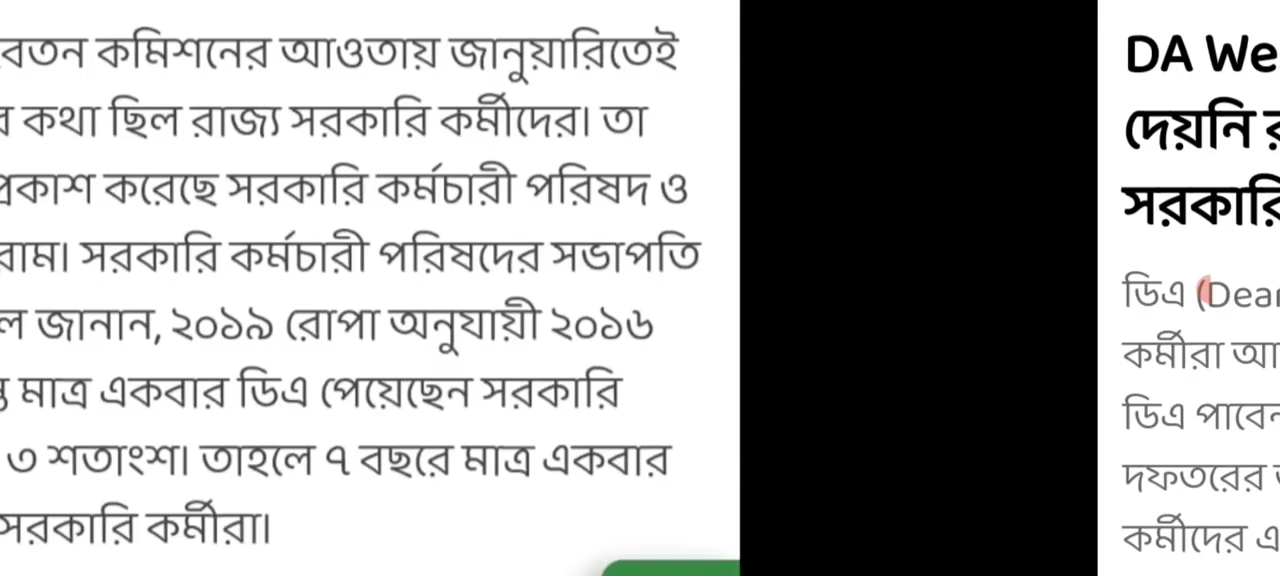 বেতন কমিশনের আওতায় জানুয়ারিতেই
কথা ছিল রাজ্য সরকারি কর্মীদের। তা
প্রকাশ করেছে সরকারি কর্মচারী পরিষদ ও
সরকারি কর্মচারী পরিষদের সভাপতি
জানান, ২০১৯ রোপা অনুযায়ী ২০১৬
মাত্র একবার ডিএ পেয়েছেন সরকারি
৩ শতাংশ। তাহলে ৭ বছরে মাত্র একবার
সরকারি কর্মীরা।
DA We
দেয়নি
সরকারি
ডিএ (Dear
কর্মীরা আ
ডিএ পাবেন
দফতরের
কর্মীদের এ